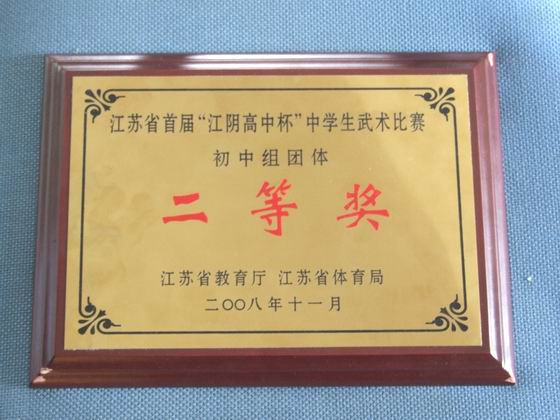 江苏省首届“江阴高中杯”中学生武术比赛
初中组团体
二等奖
江苏省教育厅 江苏省体育局
二〇〇八年十一月